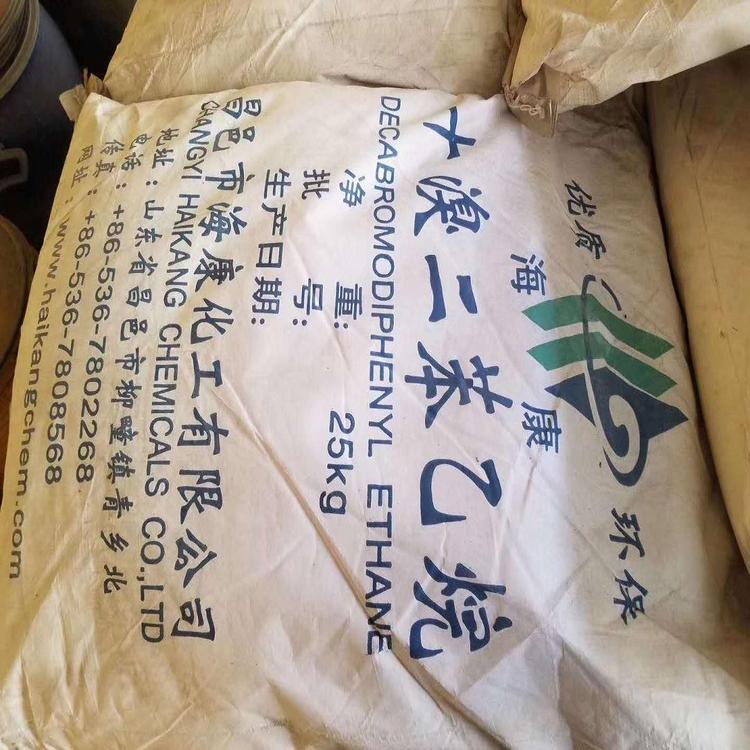 优质 环保
海 康
十溴二苯乙烷
DECABROMODIPHENYL ETHANE
净 重: 25kg
批 号:
生产日期:
昌邑市海康化工有限公司
CHANGYI HAIKANG CHEMICALS CO.,LTD
地址:山东省昌邑市柳疃镇青乡北
电话:+86-536-7802268
传真:+86-536-7808568
网址:www.haikangchem.com